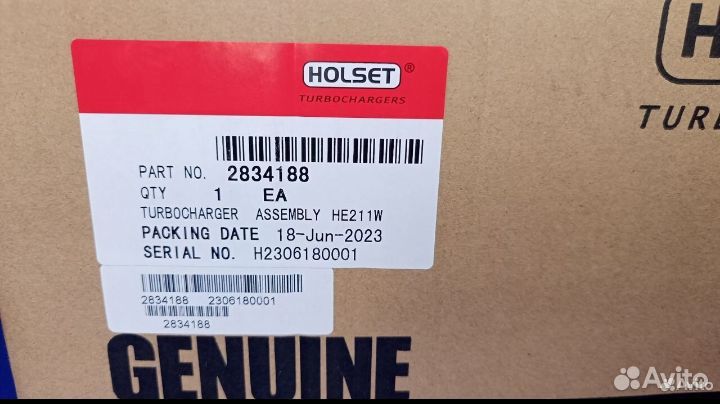 HOLSET®
TURBOCHARGERS
H
TUR
PART NO. 2834188
QTY 1 EA
TURBOCHARGER ASSEMBLY HE211W
PACKING DATE 18-Jun-2023
SERIAL NO. H2306180001
2834188 2306180001
2834188
GENUINE
Avito
Avito